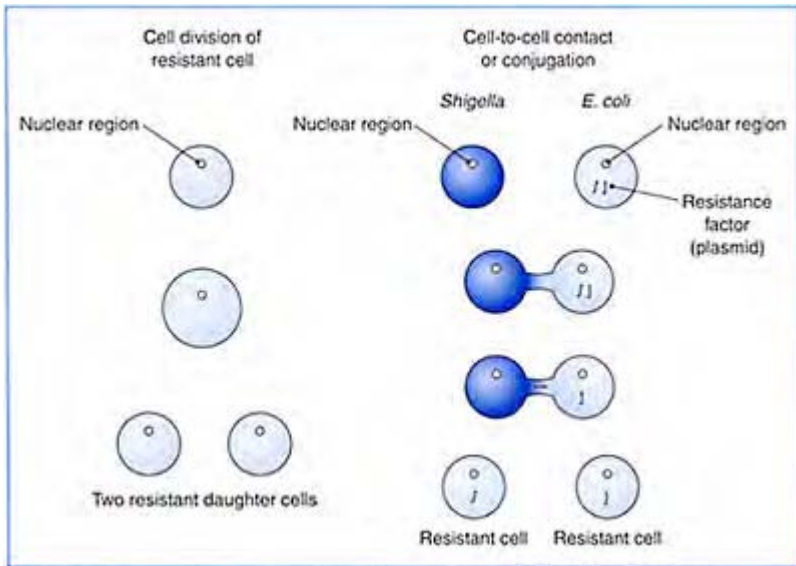 Cell division of
resistant cell
Nuclear region
Two resistant daughter cells
Cell-to-cell contact
or conjugation
Shigella
E. coli
Nuclear region
Nuclear region
Resistance
factor
(plasmid)
Resistant cell
Resistant cell